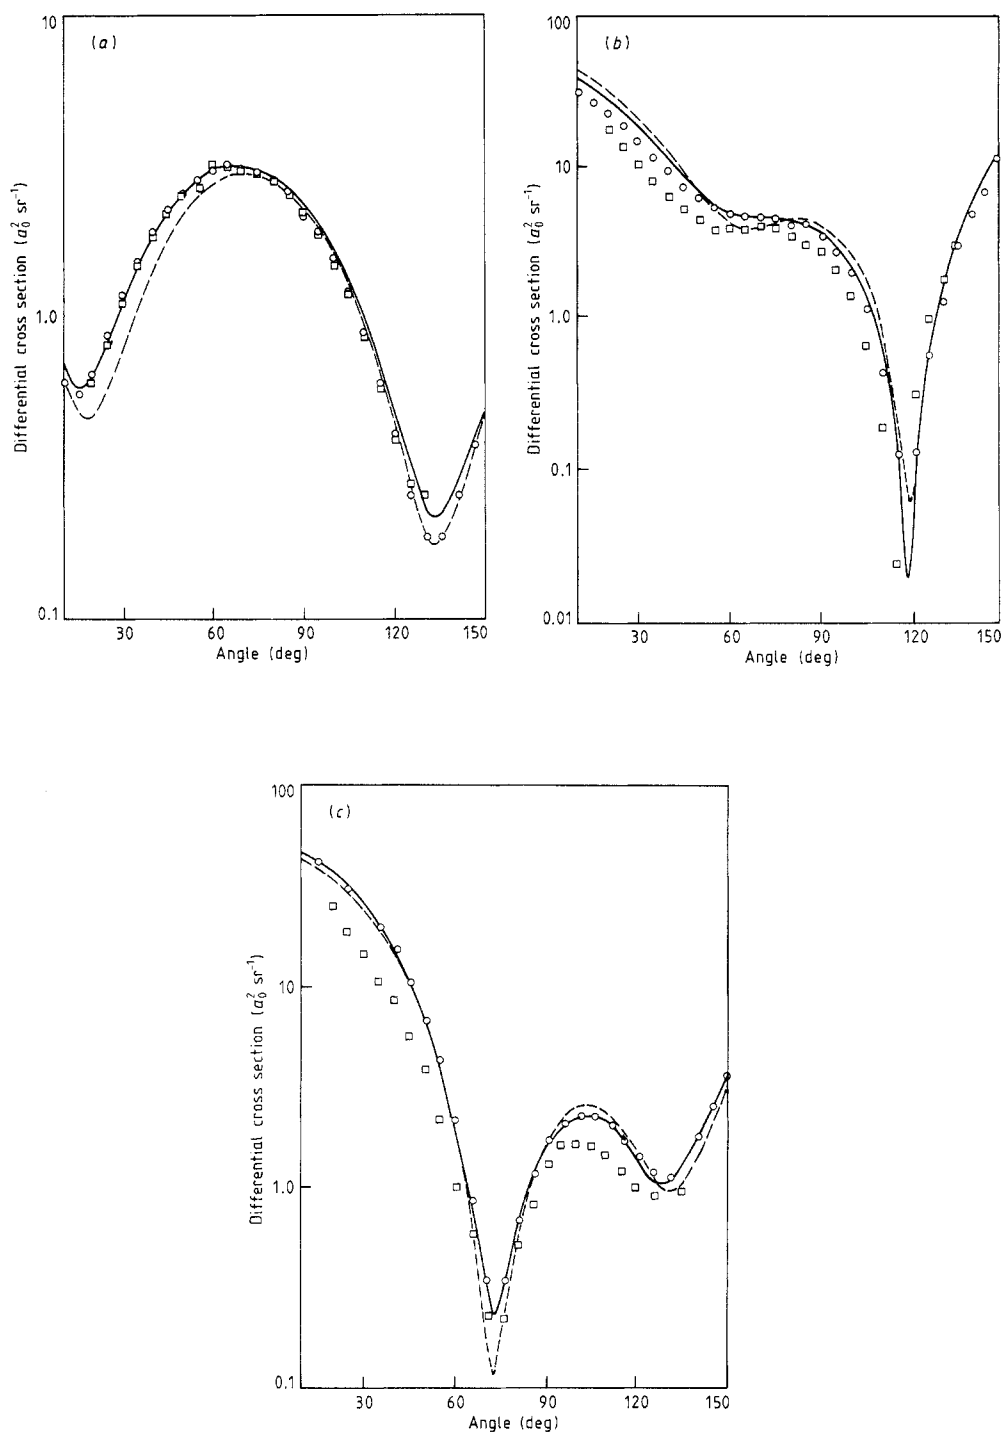 (a)
10
1.0
0.1
Differential cross section (a₀² sr⁻¹)
30 60 90 120 150
Angle (deg)
(b)
100
10
1.0
0.1
0.01
Differential cross section (a₀² sr⁻¹)
30 60 90 120 150
Angle (deg)
(c)
100
10
1.0
0.1
Differential cross section (a₀² sr⁻¹)
30 60 90 120 150
Angle (deg)